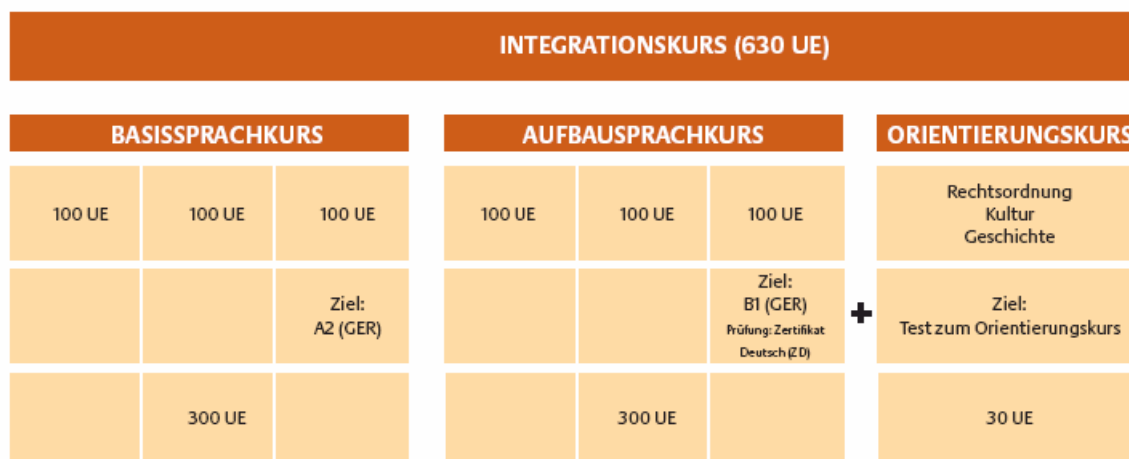 INTEGRATIONSKURS (630 UE)
BASISSPRACHKURS
AUFBAUSPRACHKURS
ORIENTIERUNGSKURS
100 UE
100 UE
100 UE
100 UE
100 UE
100 UE
Rechtsordnung
Kultur
Geschichte
Ziel:
A2 (GER)
Ziel:
B1 (GER)
Prüfung: Zertifikat
Deutsch (ZD)
+
Ziel:
Test zum Orientierungskurs
300 UE
300 UE
30 UE